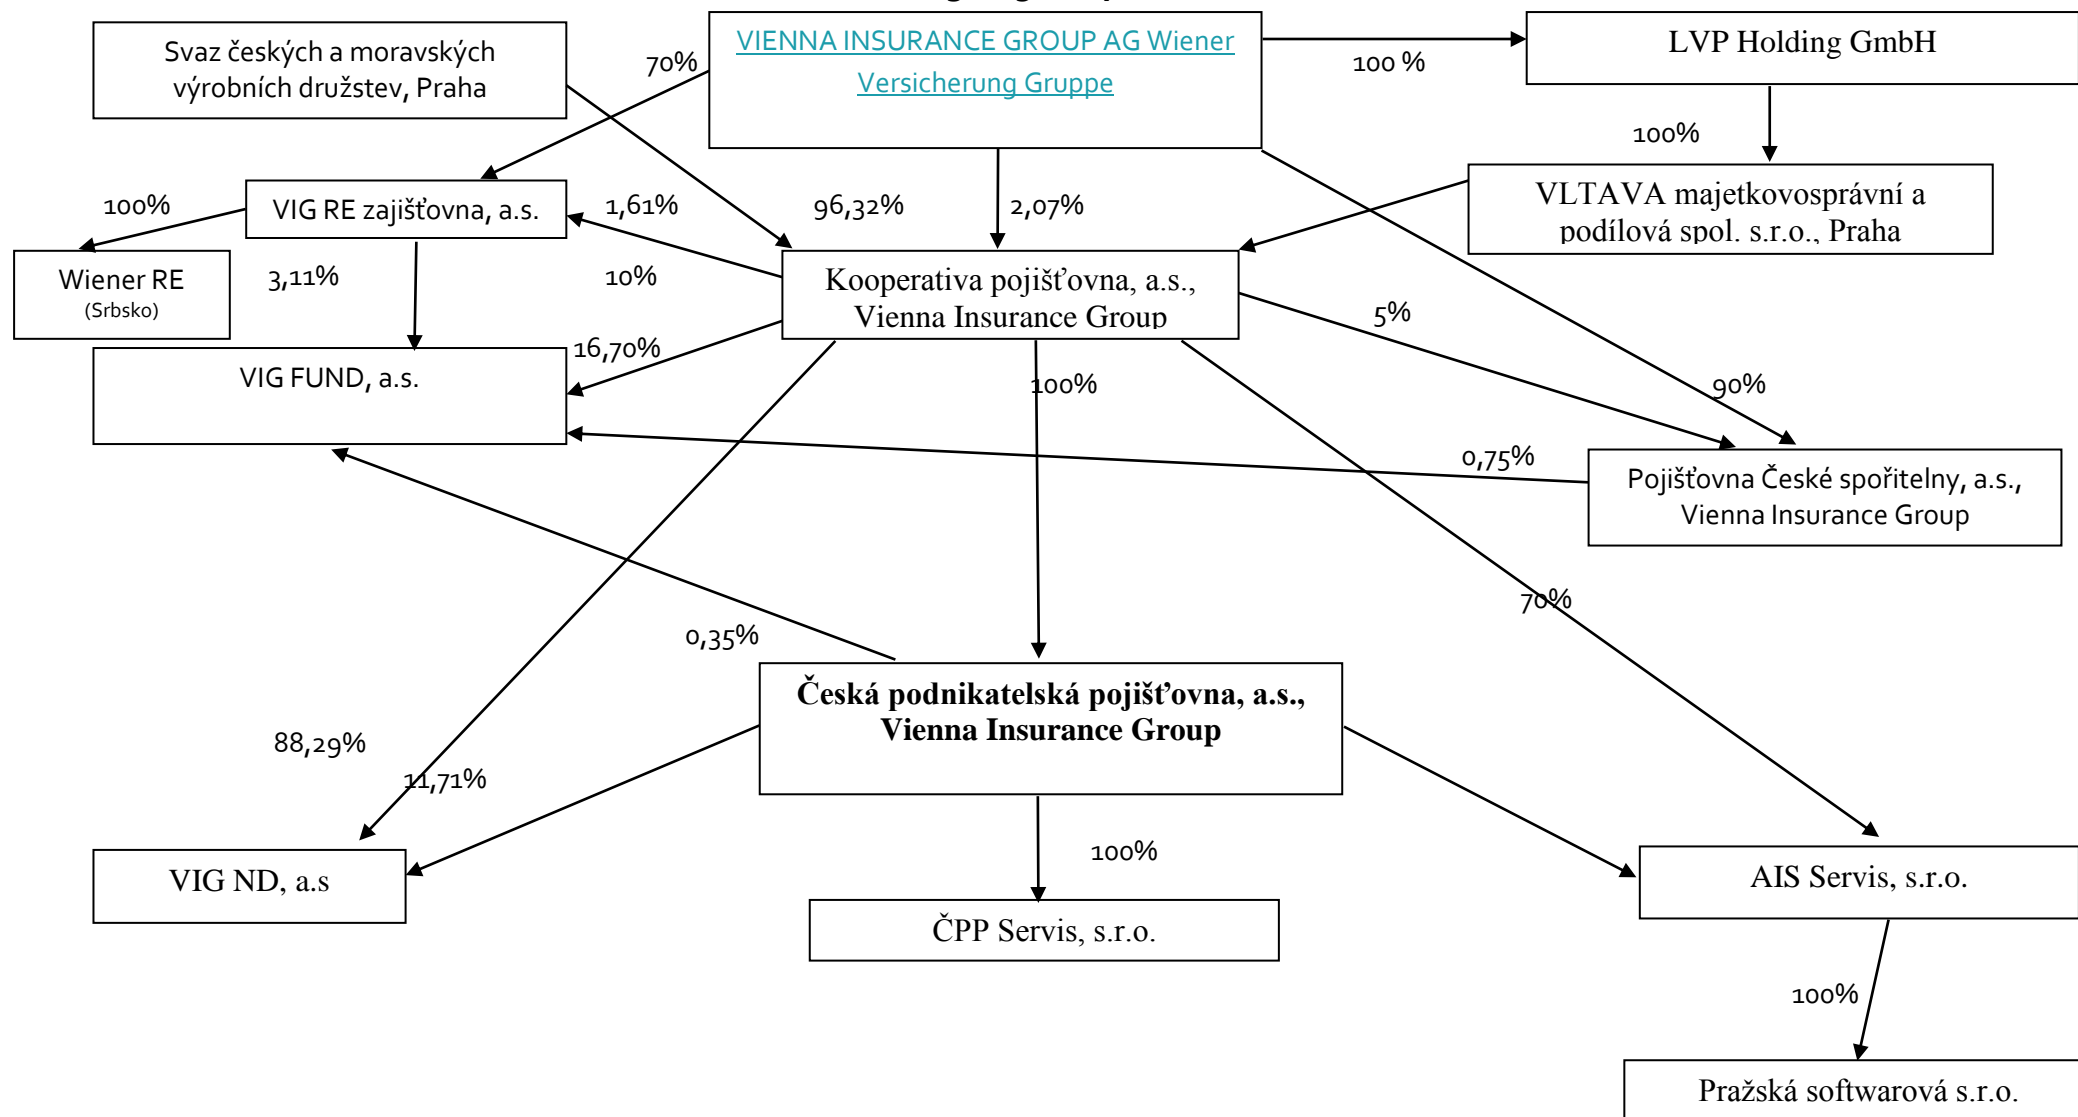 Svaz českých a moravských
výrobních družstev, Praha
70%
VIENNA INSURANCE GROUP AG Wiener
Versicherung Gruppe
100 %
LVP Holding GmbH
100%
100%
VIG RE zajišťovna, a.s.
1,61%
96,32%
2,07%
VLTAVA majetkovosprávní a
podílová spol. s.r.o., Praha
Wiener RE
(Srbsko)
3,11%
10%
Kooperativa pojišťovna, a.s.,
Vienna Insurance Group
5%
16,70%
VIG FUND, a.s.
100%
90%
0,75%
Pojišťovna České spořitelny, a.s.,
Vienna Insurance Group
70%
0,35%
Česká podnikatelská pojišťovna, a.s.,
Vienna Insurance Group
88,29%
11,71%
100%
VIG ND, a.s
AIS Servis, s.r.o.
ČPP Servis, s.r.o.
100%
Pražská softwarová s.r.o.